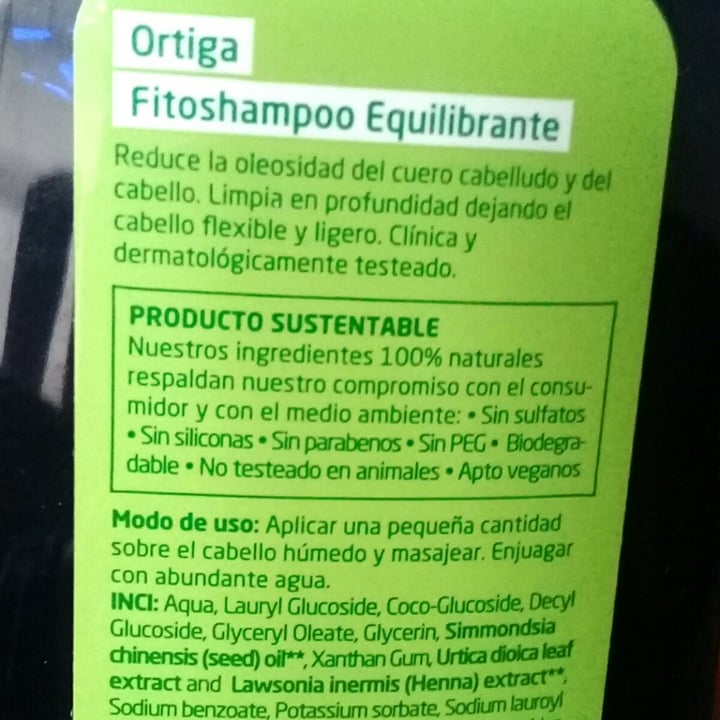 Ortiga
Fitoshampoo Equilibrante
Reduce la oleosidad del cuero cabelludo y del
cabello. Limpia en profundidad dejando el
cabello flexible y ligero. Clínica y
dermatológicamente testeado.
PRODUCTO SUSTENTABLE
Nuestros ingredientes 100% naturales
respaldan nuestro compromiso con el consu-
midor y con el medio ambiente: • Sin sulfatos
• Sin siliconas • Sin parabenos • Sin PEG • Biodegra-
dable • No testeado en animales • Apto veganos
Modo de uso: Aplicar una pequeña cantidad
sobre el cabello húmedo y masajear. Enjuagar
con abundante agua.
INCI: Aqua, Lauryl Glucoside, Coco-Glucoside, Decyl
Glucoside, Glyceryl Oleate, Glycerin, Simmondsia
chinensis (seed) oil**, Xanthan Gum, Urtica dioica leaf
extract and Lawsonia inermis (Henna) extract**,
Sodium benzoate, Potassium sorbate, Sodium lauroyl